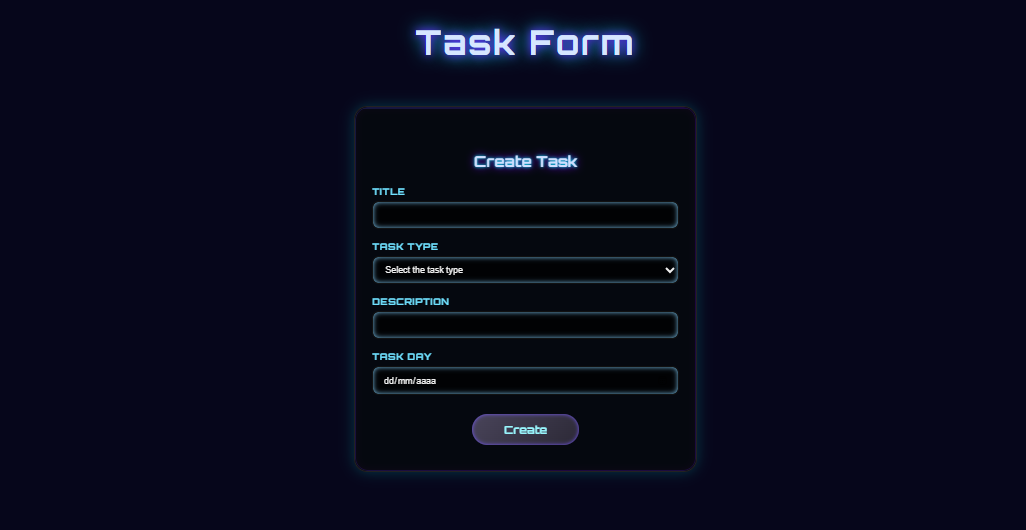 Task Form
Create Task
TITLE
TASK TYPE
Select the task type
DESCRIPTION
TASK DAY
dd/mm/aaaa
Create